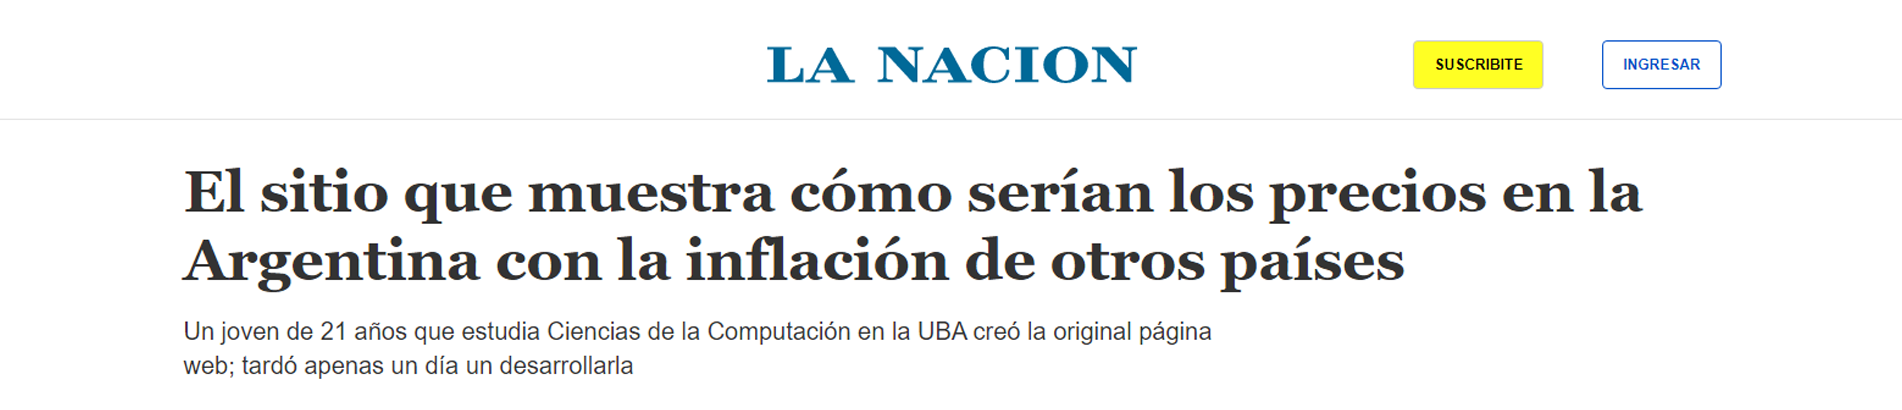 LA NACION
SUSCRIBITE
INGRESAR
El sitio que muestra cómo serían los precios en la
Argentina con la inflación de otros países
Un joven de 21 años que estudia Ciencias de la Computación en la UBA creó la original página
web; tardó apenas un día un desarrollarla